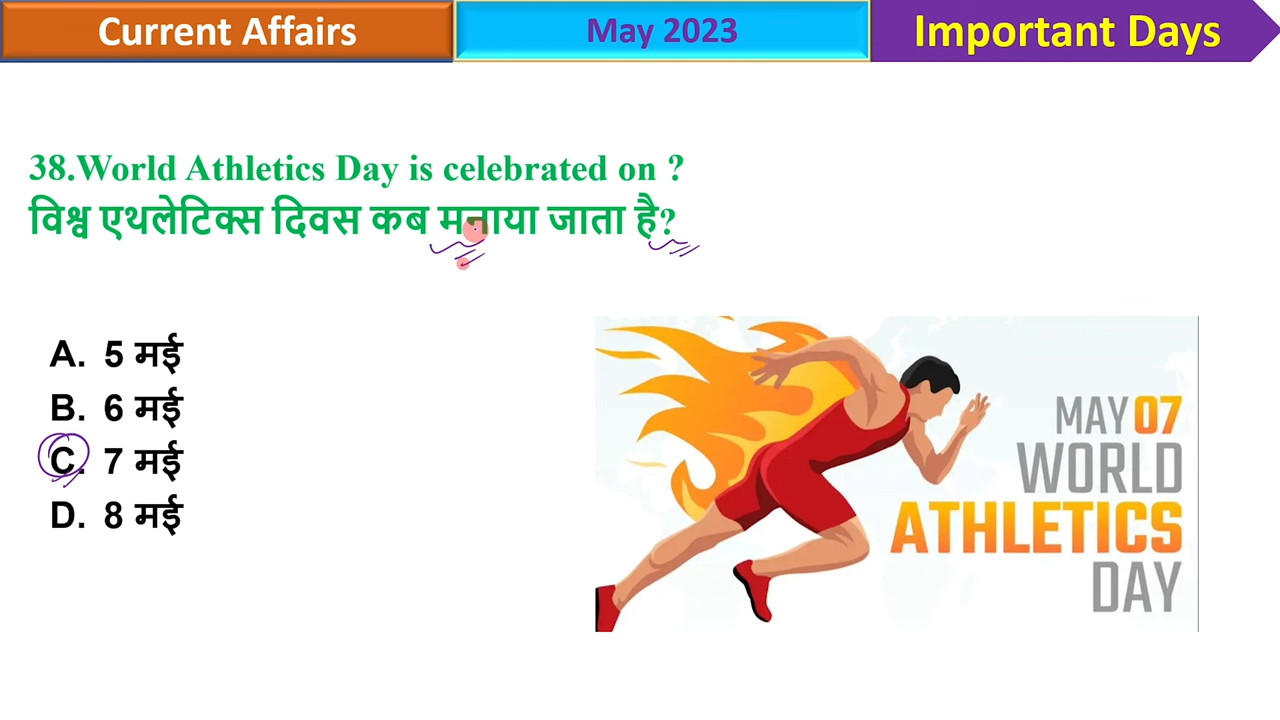 Current Affairs
May 2023
Important Days
38.World Athletics Day is celebrated on ?
विश्व एथलेटिक्स दिवस कब मनाया जाता है?
A. 5 मई
B. 6 मई
C. 7 मई
D. 8 मई
MAY 07
WORLD
ATHLETICS
DAY